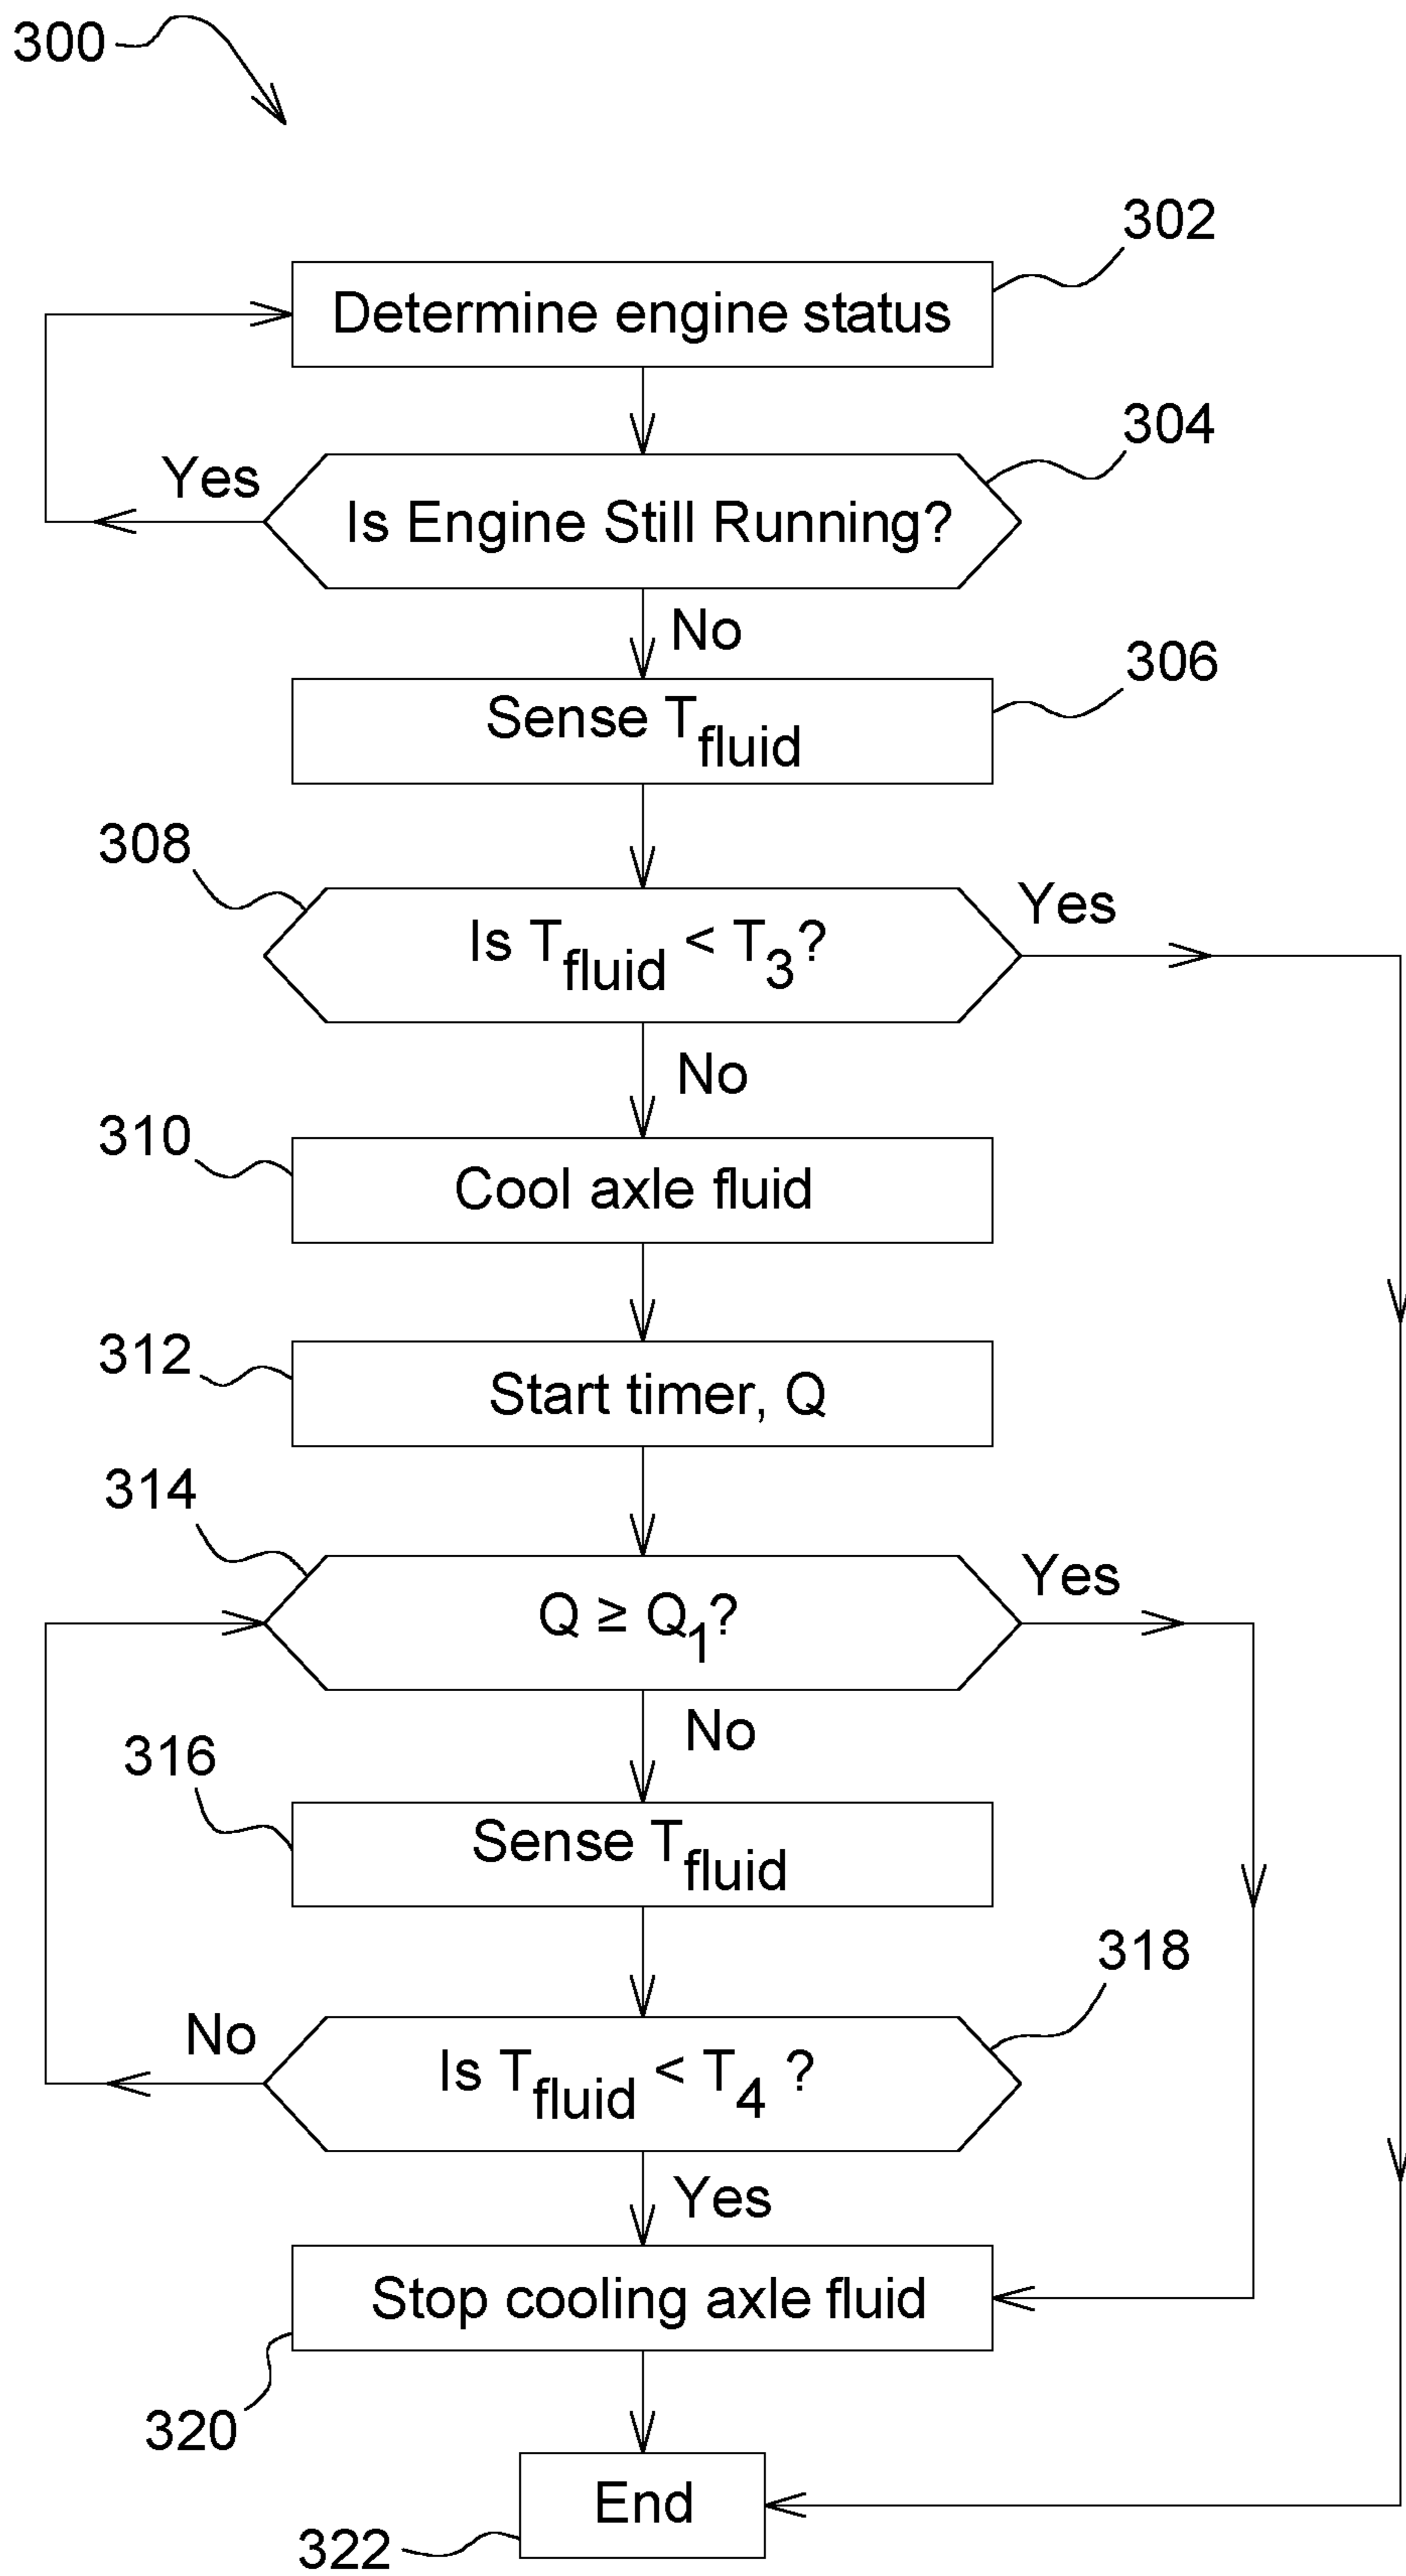 300
302
Determine engine status
304
Yes
Is Engine Still Running?
No
306
Sense Tfluid
308
Yes
Is Tfluid < T3?
No
310
Cool axle fluid
312
Start timer, Q
314
Yes
Q ≥ Q1?
No
316
Sense Tfluid
318
No
Is Tfluid < T4 ?
Yes
Stop cooling axle fluid
320
End
322